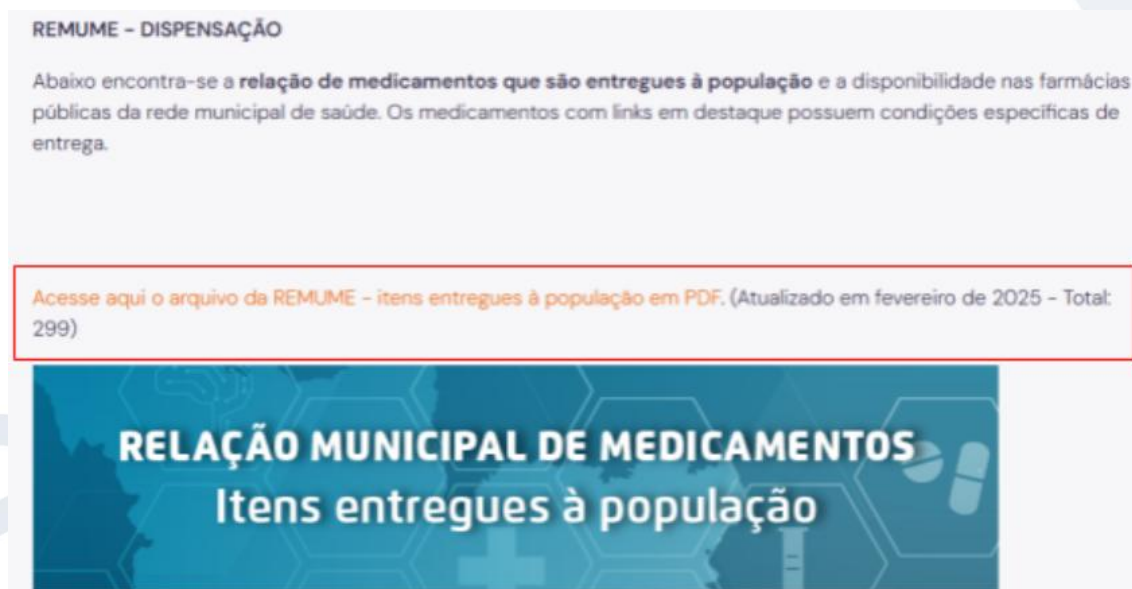 REMUME – DISPENSAÇÃO
Abaixo encontra-se a relação de medicamentos que são entregues à população e a disponibilidade nas farmácias
públicas da rede municipal de saúde. Os medicamentos com links em destaque possuem condições específicas de
entrega.
Acesse aqui o arquivo da REMUME – itens entregues à população em PDF. (Atualizado em fevereiro de 2025 – Total:
299)
RELAÇÃO MUNICIPAL DE MEDICAMENTOS
Itens entregues à população